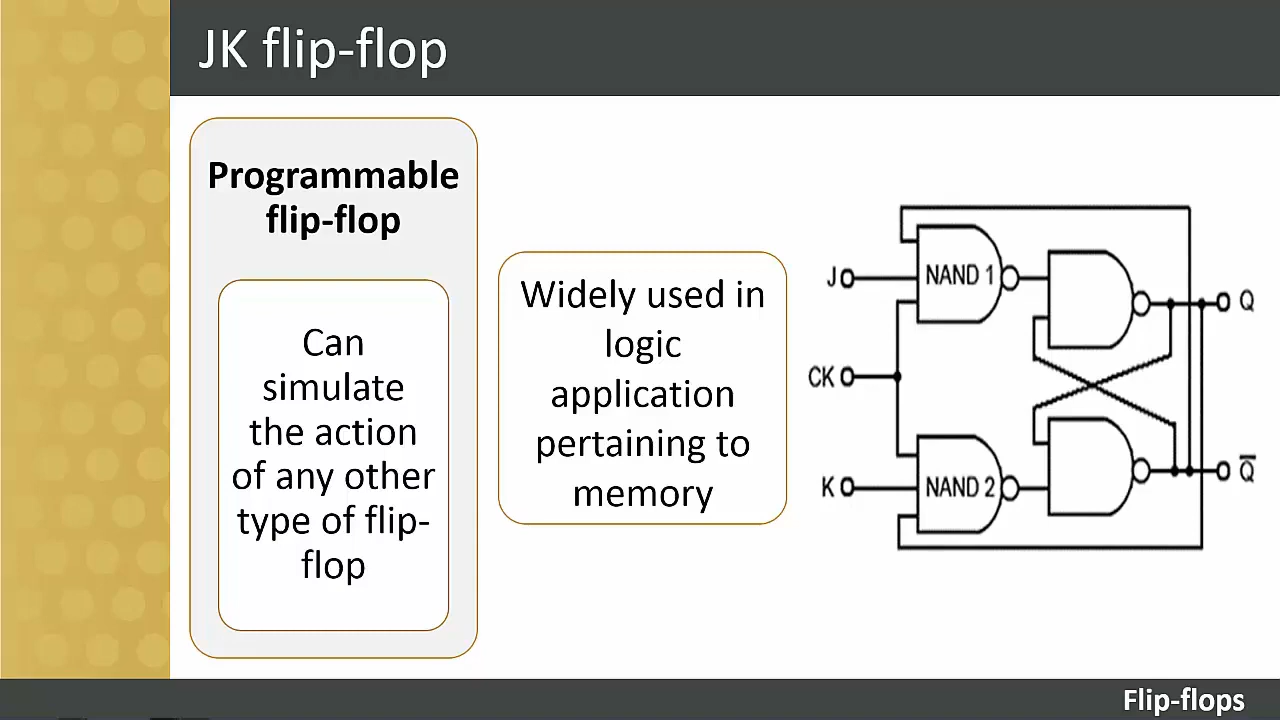 JK flip-flop
Programmable
flip-flop
Can
simulate
the action
of any other
type of flip-
flop
Widely used in
logic
application
pertaining to
memory
J
NAND 1
Q
CK
K
NAND 2
Q̅
Flip-flops